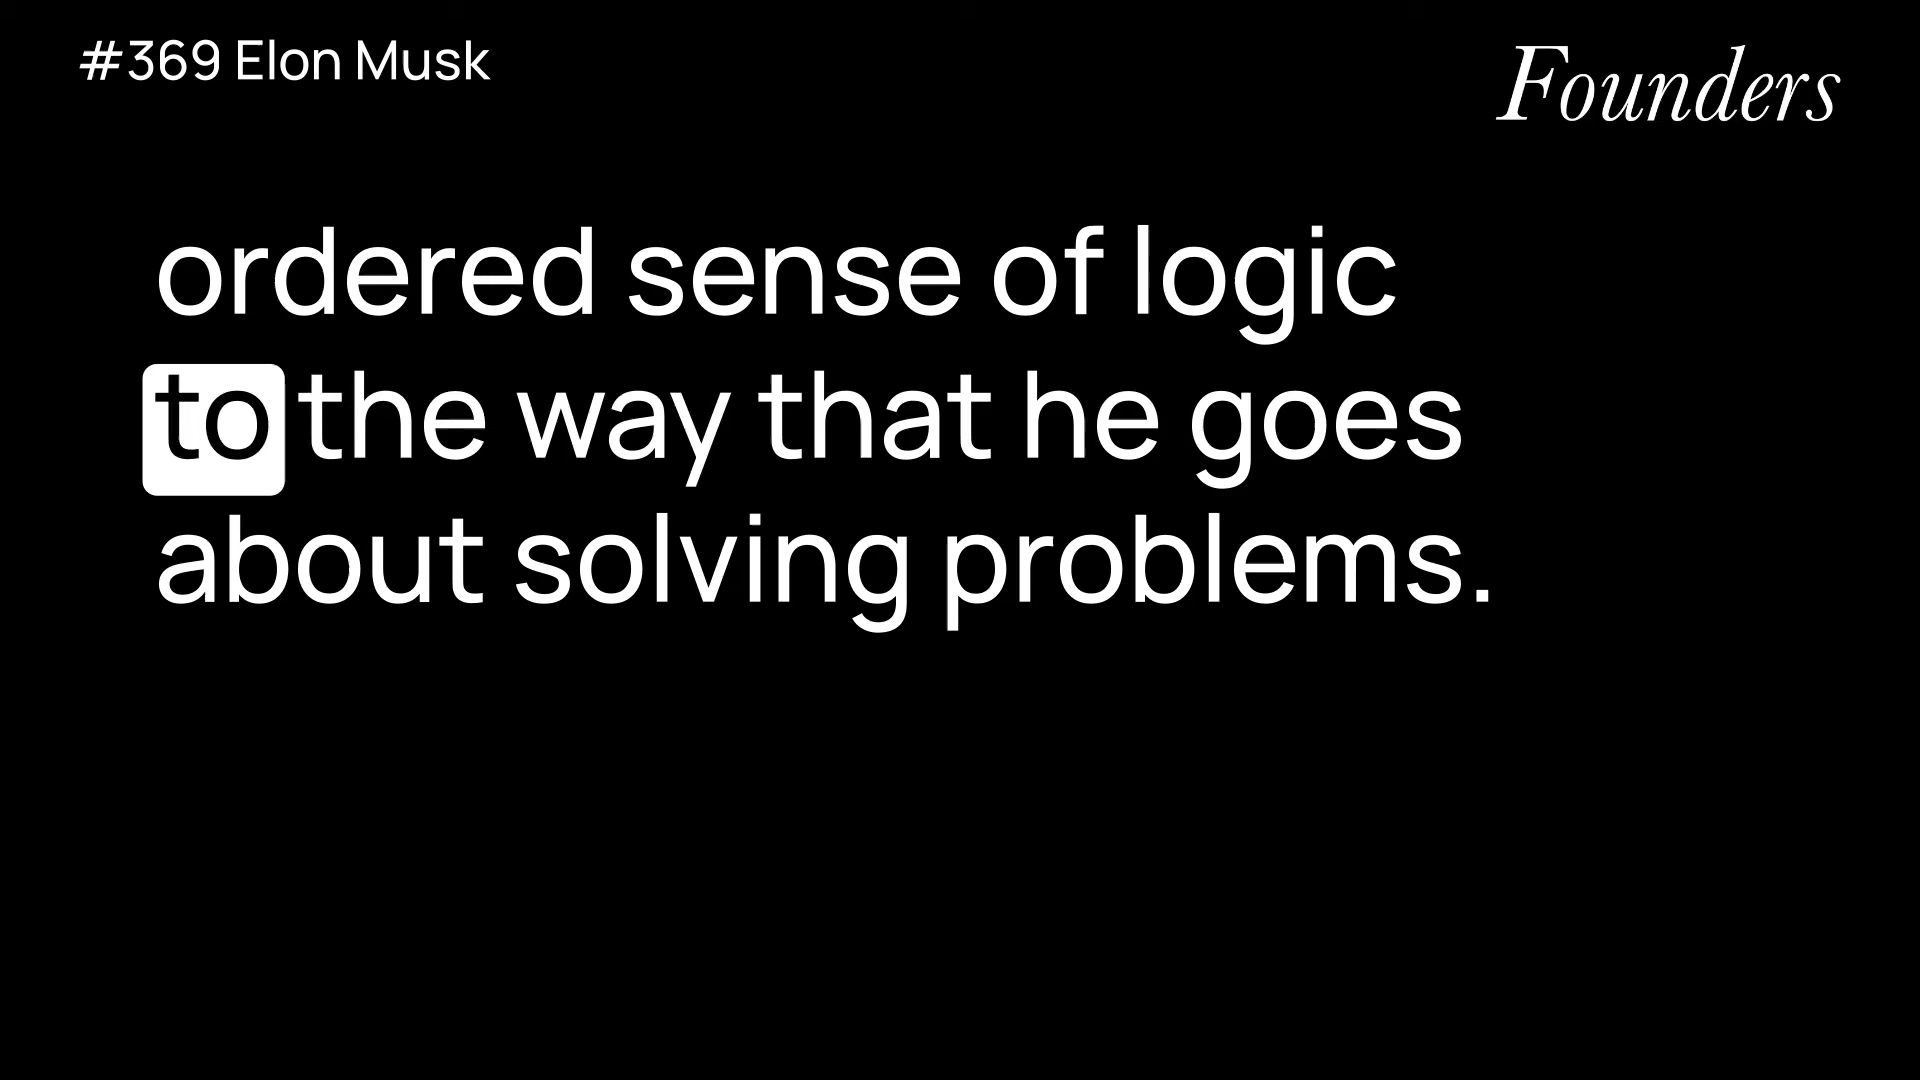 #369 Elon Musk
Founders
ordered sense of logic
to the way that he goes
about solving problems.